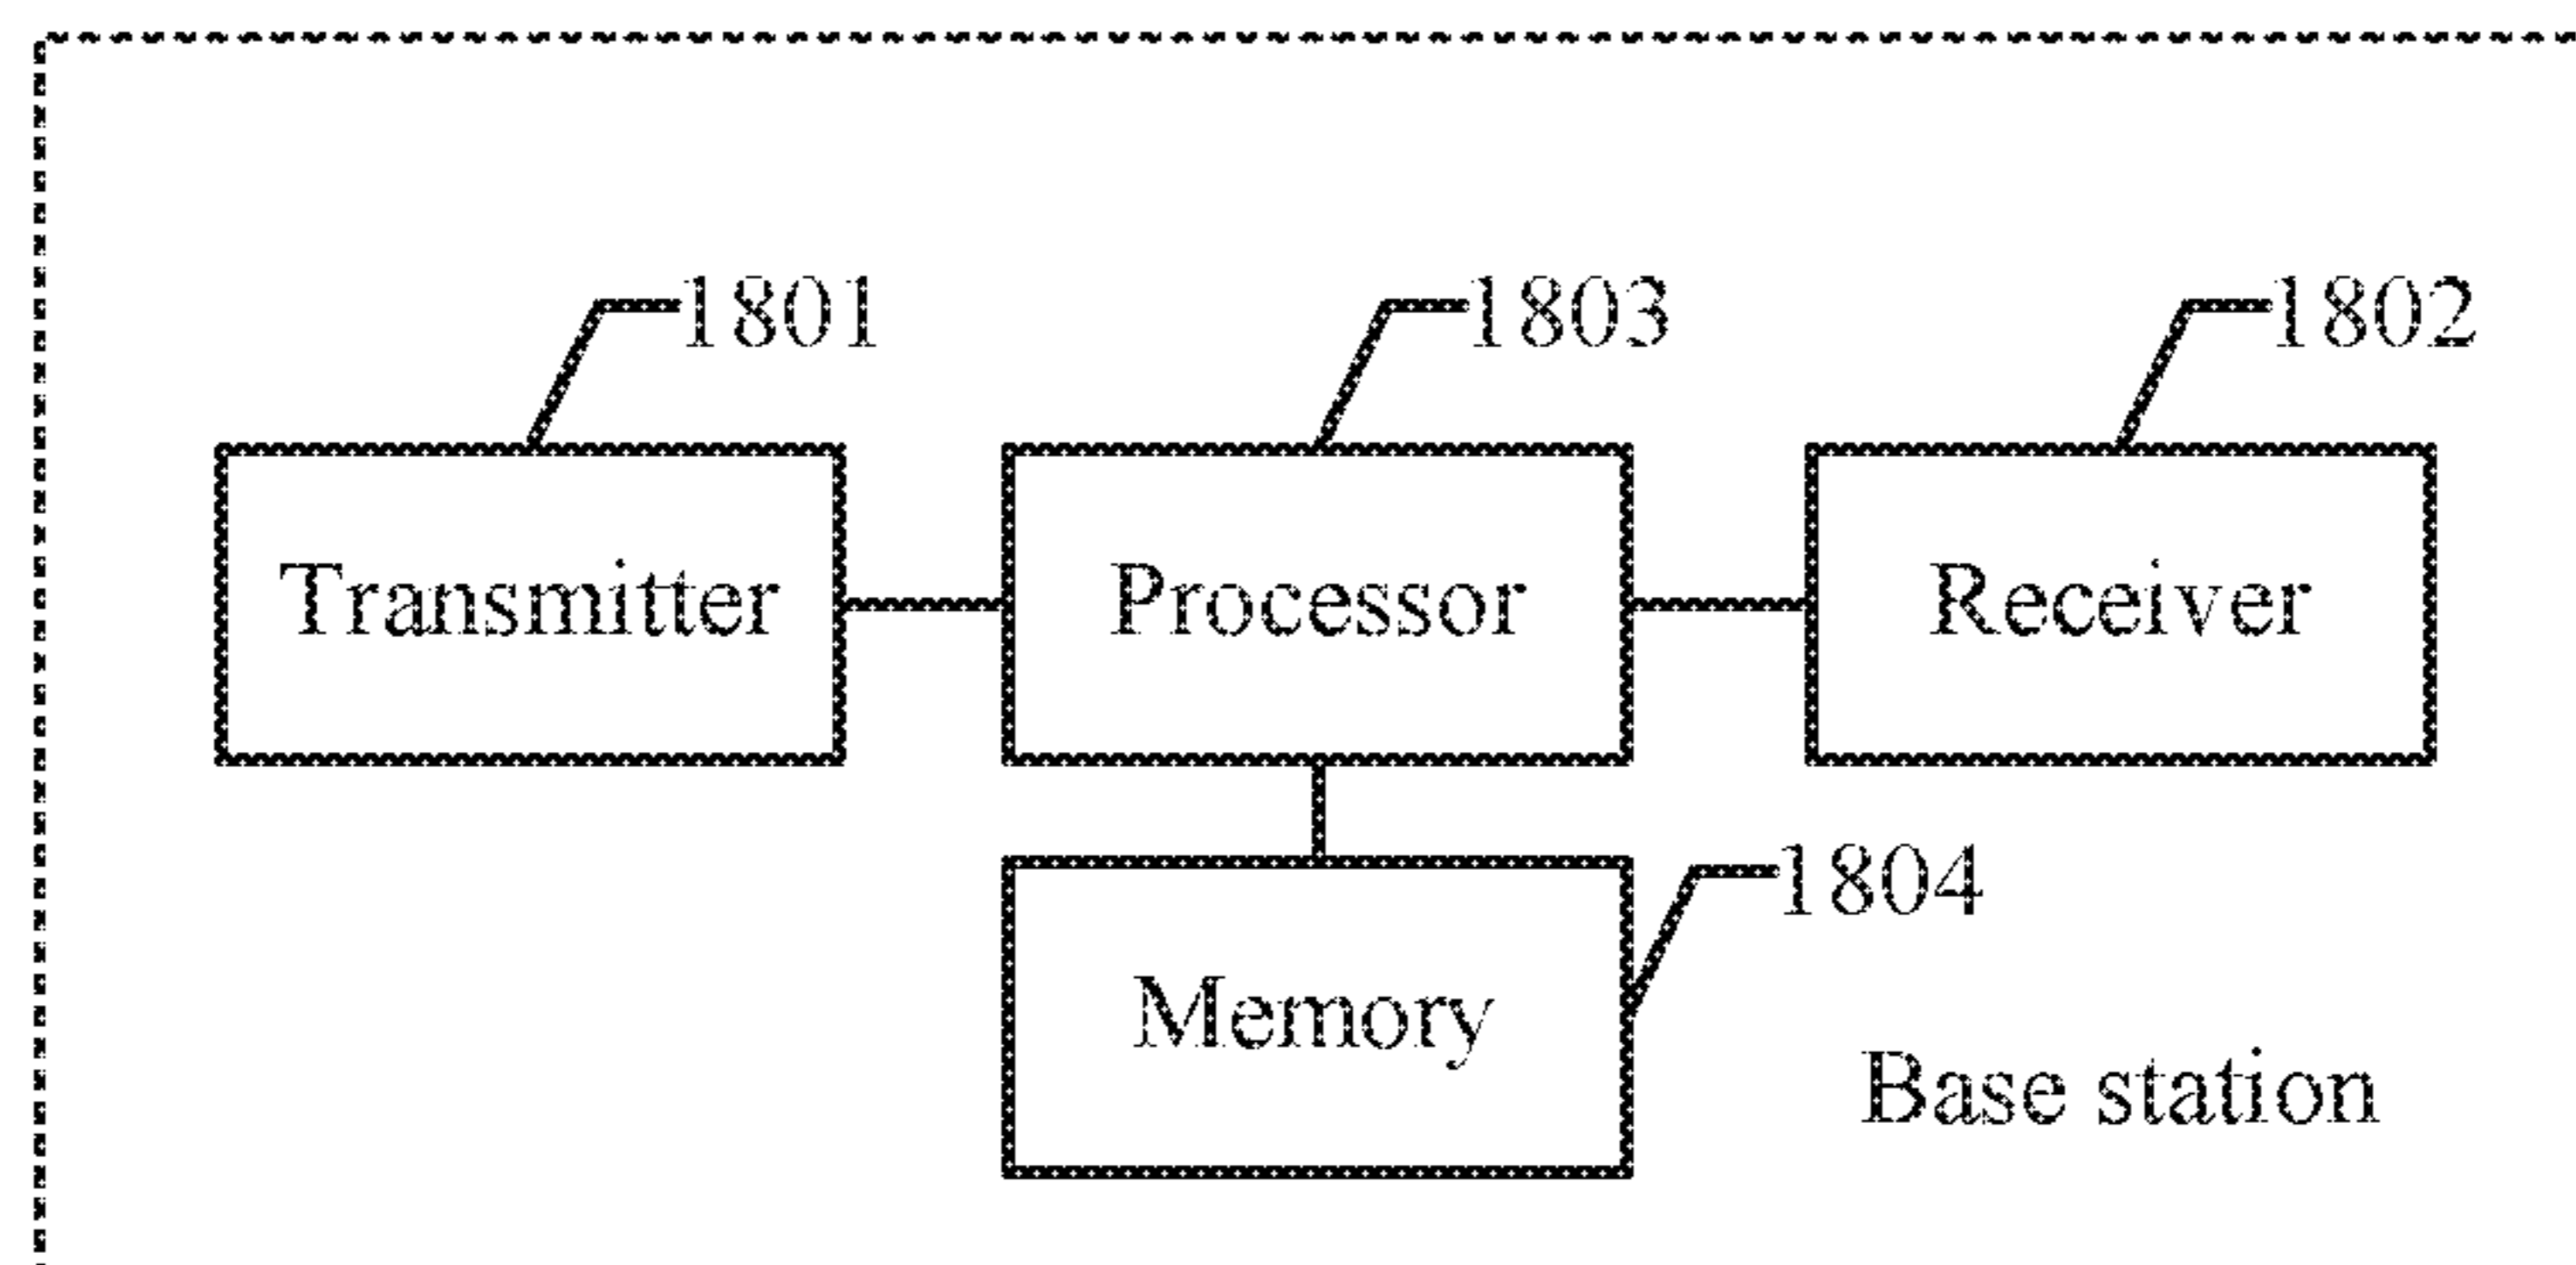 1801
1803
1802
Transmitter
Processor
Receiver
1804
Memory
Base station